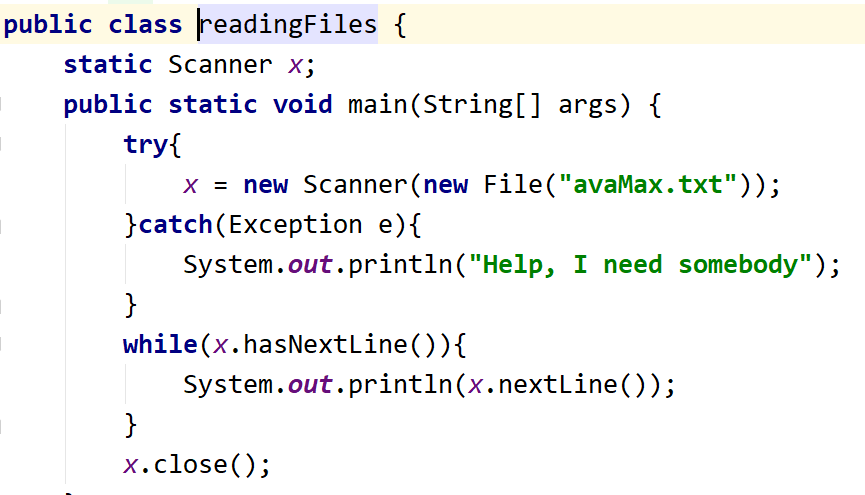 public class readingFiles {
static Scanner x;
public static void main(String[] args) {
try{
x = new Scanner(new File("avaMax.txt"));
}catch(Exception e){
System.out.println("Help, I need somebody");
}
while(x.hasNextLine()){
System.out.println(x.nextLine());
}
x.close();